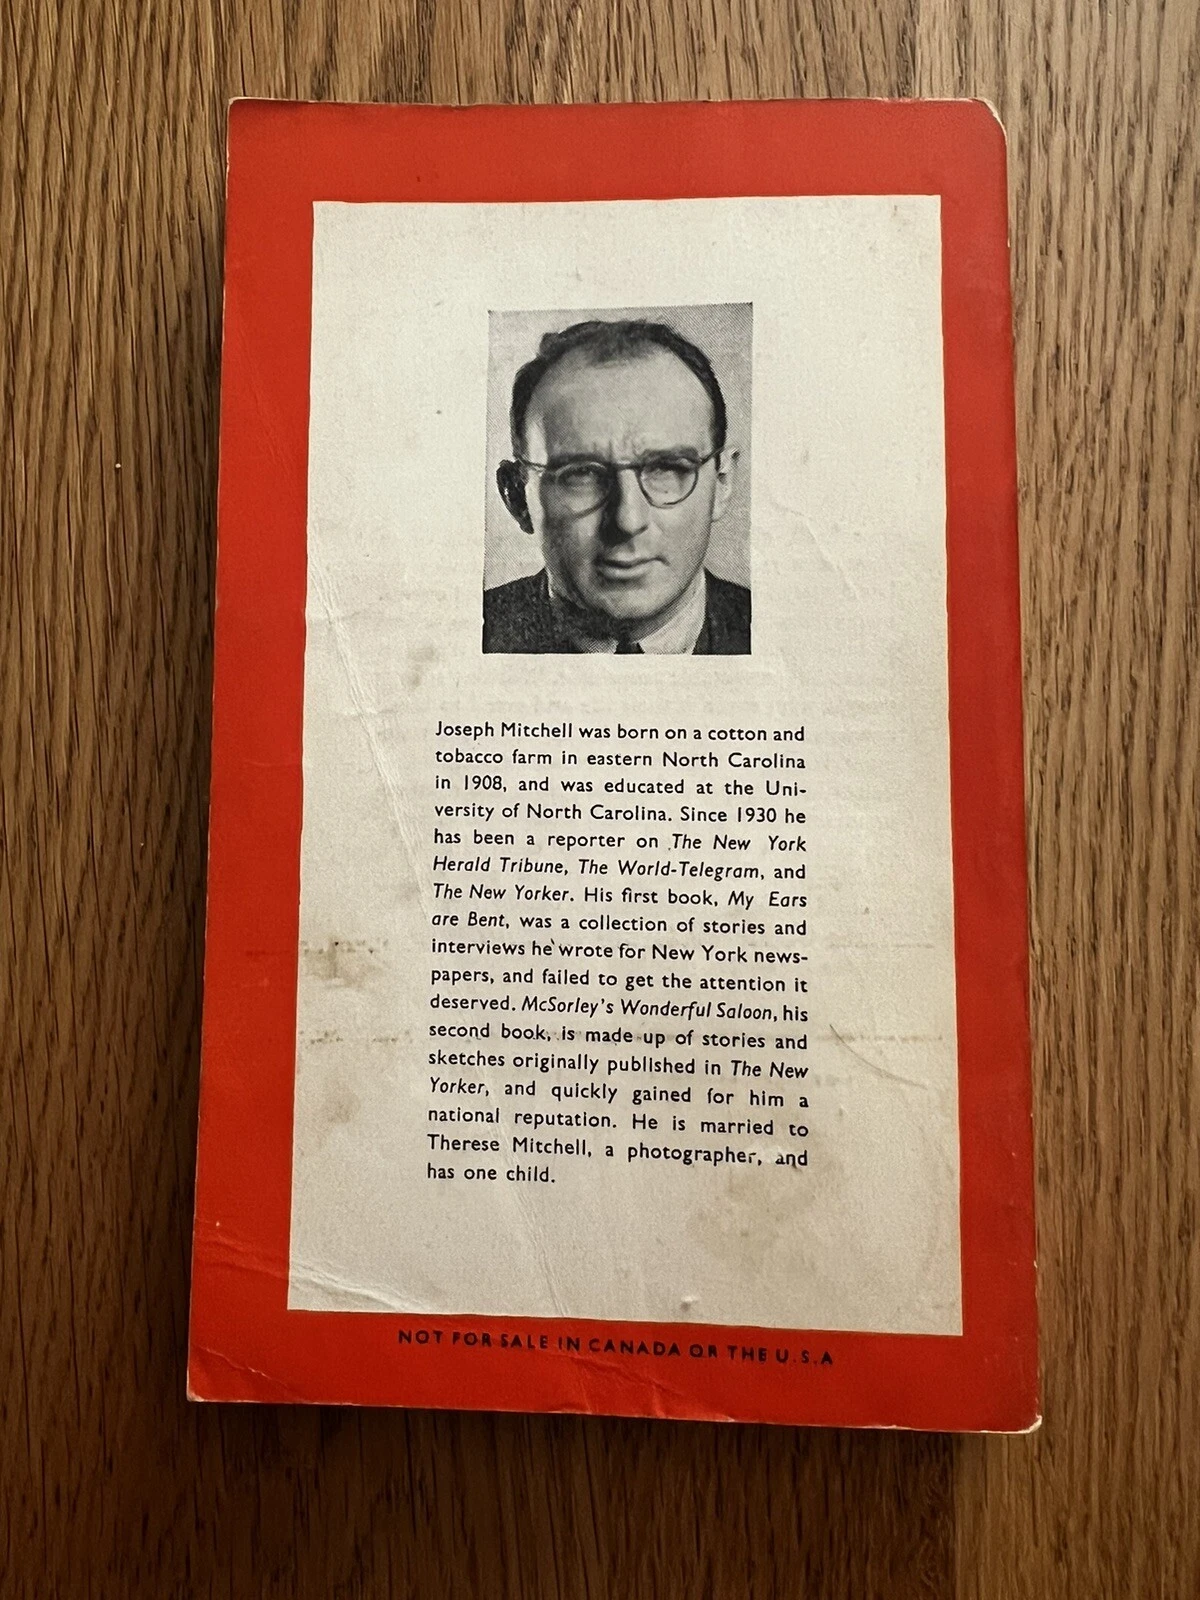 Joseph Mitchell was born on a cotton and
tobacco farm in eastern North Carolina
in 1908, and was educated at the Uni-
versity of North Carolina. Since 1930 he
has been a reporter on The New York
Herald Tribune, The World-Telegram, and
The New Yorker. His first book, My Ears
are Bent, was a collection of stories and
interviews he wrote for New York news-
papers, and failed to get the attention it
deserved. McSorley's Wonderful Saloon, his
second book, is made up of stories and
sketches originally published in The New
Yorker, and quickly gained for him a
national reputation. He is married to
Therese Mitchell, a photographer, and
has one child.
NOT FOR SALE IN CANADA OR THE U.S.A